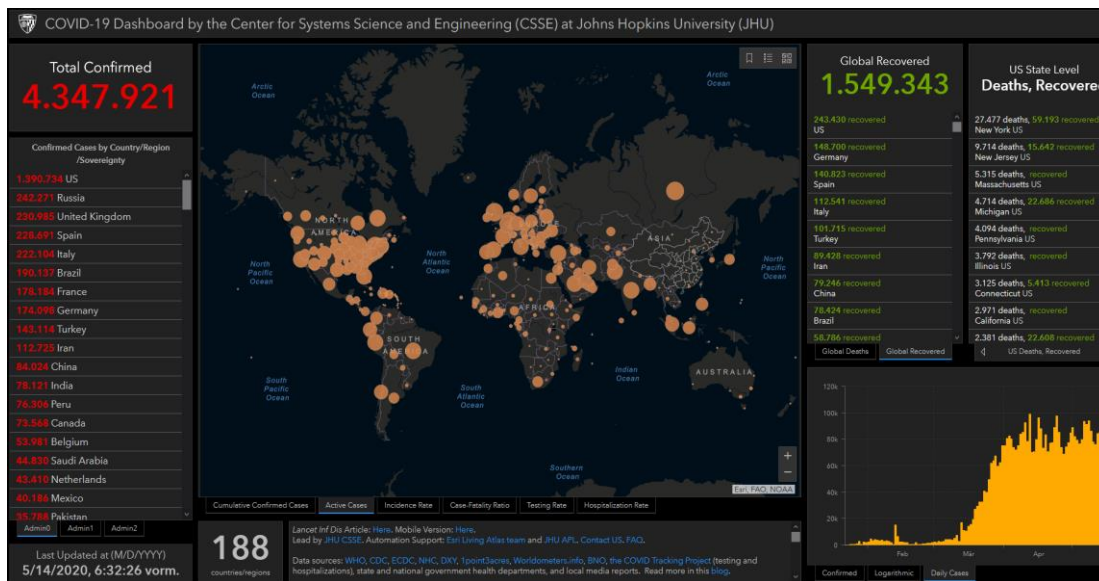 COVID-19 Dashboard by the Center for Systems Science and Engineering (CSSE) at Johns Hopkins University (JHU)
Total Confirmed
4.347.921
Confirmed Cases by Country/Region
/Sovereignty
1.390.734 US
242.271 Russia
230.985 United Kingdom
228.691 Spain
222.104 Italy
190.137 Brazil
178.184 France
174.098 Germany
143.114 Turkey
112.725 Iran
84.024 China
78.121 India
76.306 Peru
73.568 Canada
53.981 Belgium
44.830 Saudi Arabia
43.410 Netherlands
40.186 Mexico
35.788 Pakistan
Admin0 Admin1 Admin2
Last Updated at (M/D/YYYY)
5/14/2020, 6:32:26 vorm.
Arctic
Ocean
Arctic
Ocean
NORTH
AMERICA
ASIA
North
Pacific
Ocean
North
Atlantic
Ocean
North
Pacific
Ocean
AFRICA
SOUTH
AMERICA
Indian
Ocean
AUSTRALIA
South
Pacific
Ocean
South
Atlantic
Ocean
Southern
Ocean
+
−
Esri, FAO, NOAA
Cumulative Confirmed Cases Active Cases Incidence Rate Case-Fatality Ratio Testing Rate Hospitalization Rate
188
countries/regions
Lancet Inf Dis Article: Here. Mobile Version: Here.
Lead by JHU CSSE. Automation Support: Esri Living Atlas team and JHU APL. Contact US. FAQ.
Data sources: WHO, CDC, ECDC, NHC, DXY, 1point3acres, Worldometers.info, BNO, the COVID Tracking Project (testing and
hospitalizations), state and national government health departments, and local media reports. Read more in this blog.
Global Recovered
1.549.343
243.430 recovered
US
148.700 recovered
Germany
140.823 recovered
Spain
112.541 recovered
Italy
101.715 recovered
Turkey
89.428 recovered
Iran
79.246 recovered
China
78.424 recovered
Brazil
58.786 recovered
Global Deaths Global Recovered
US State Level
Deaths, Recovere
27.477 deaths, 59.193 recovered
New York US
9.714 deaths, 15.642 recovered
New Jersey US
5.315 deaths, recovered
Massachusetts US
4.714 deaths, 22.686 recovered
Michigan US
4.094 deaths, recovered
Pennsylvania US
3.792 deaths, recovered
Illinois US
3.125 deaths, 5.413 recovered
Connecticut US
2.971 deaths, recovered
California US
2.381 deaths, 22.608 recovered
US Deaths, Recovered
120k
100k
80k
60k
40k
20k
0
Feb Mär Apr
Confirmed Logarithmic Daily Cases